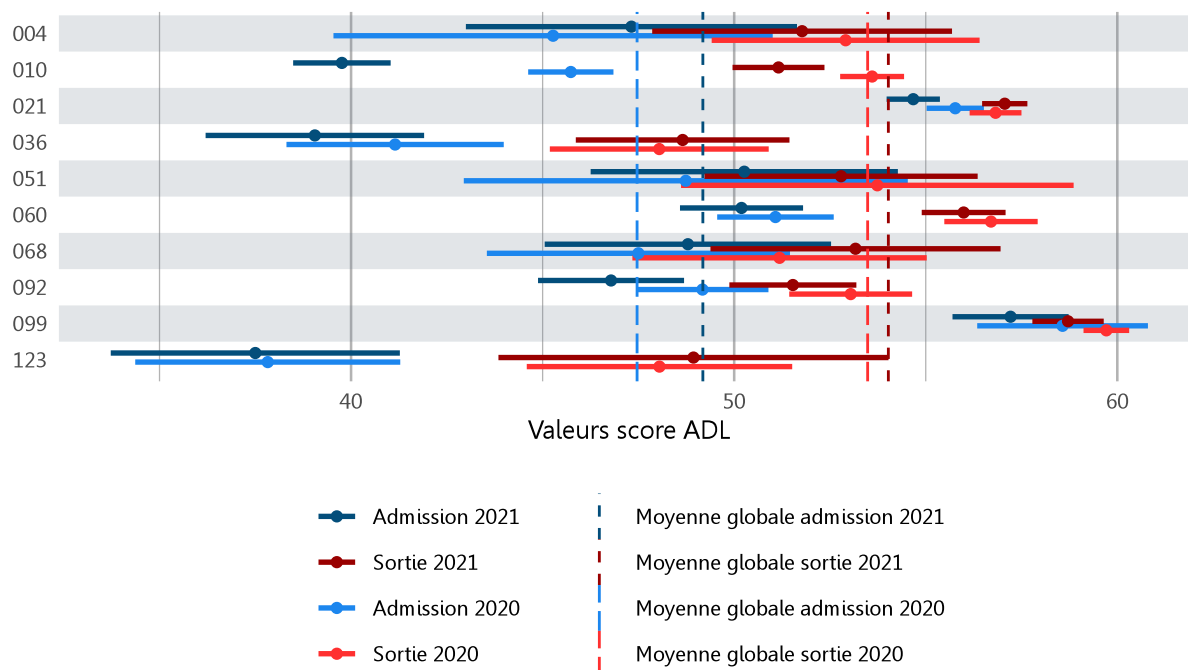 004
010
021
036
051
060
068
092
099
123
40 50 60
Valeurs score ADL
Admission 2021 Moyenne globale admission 2021
Sortie 2021 Moyenne globale sortie 2021
Admission 2020 Moyenne globale admission 2020
Sortie 2020 Moyenne globale sortie 2020